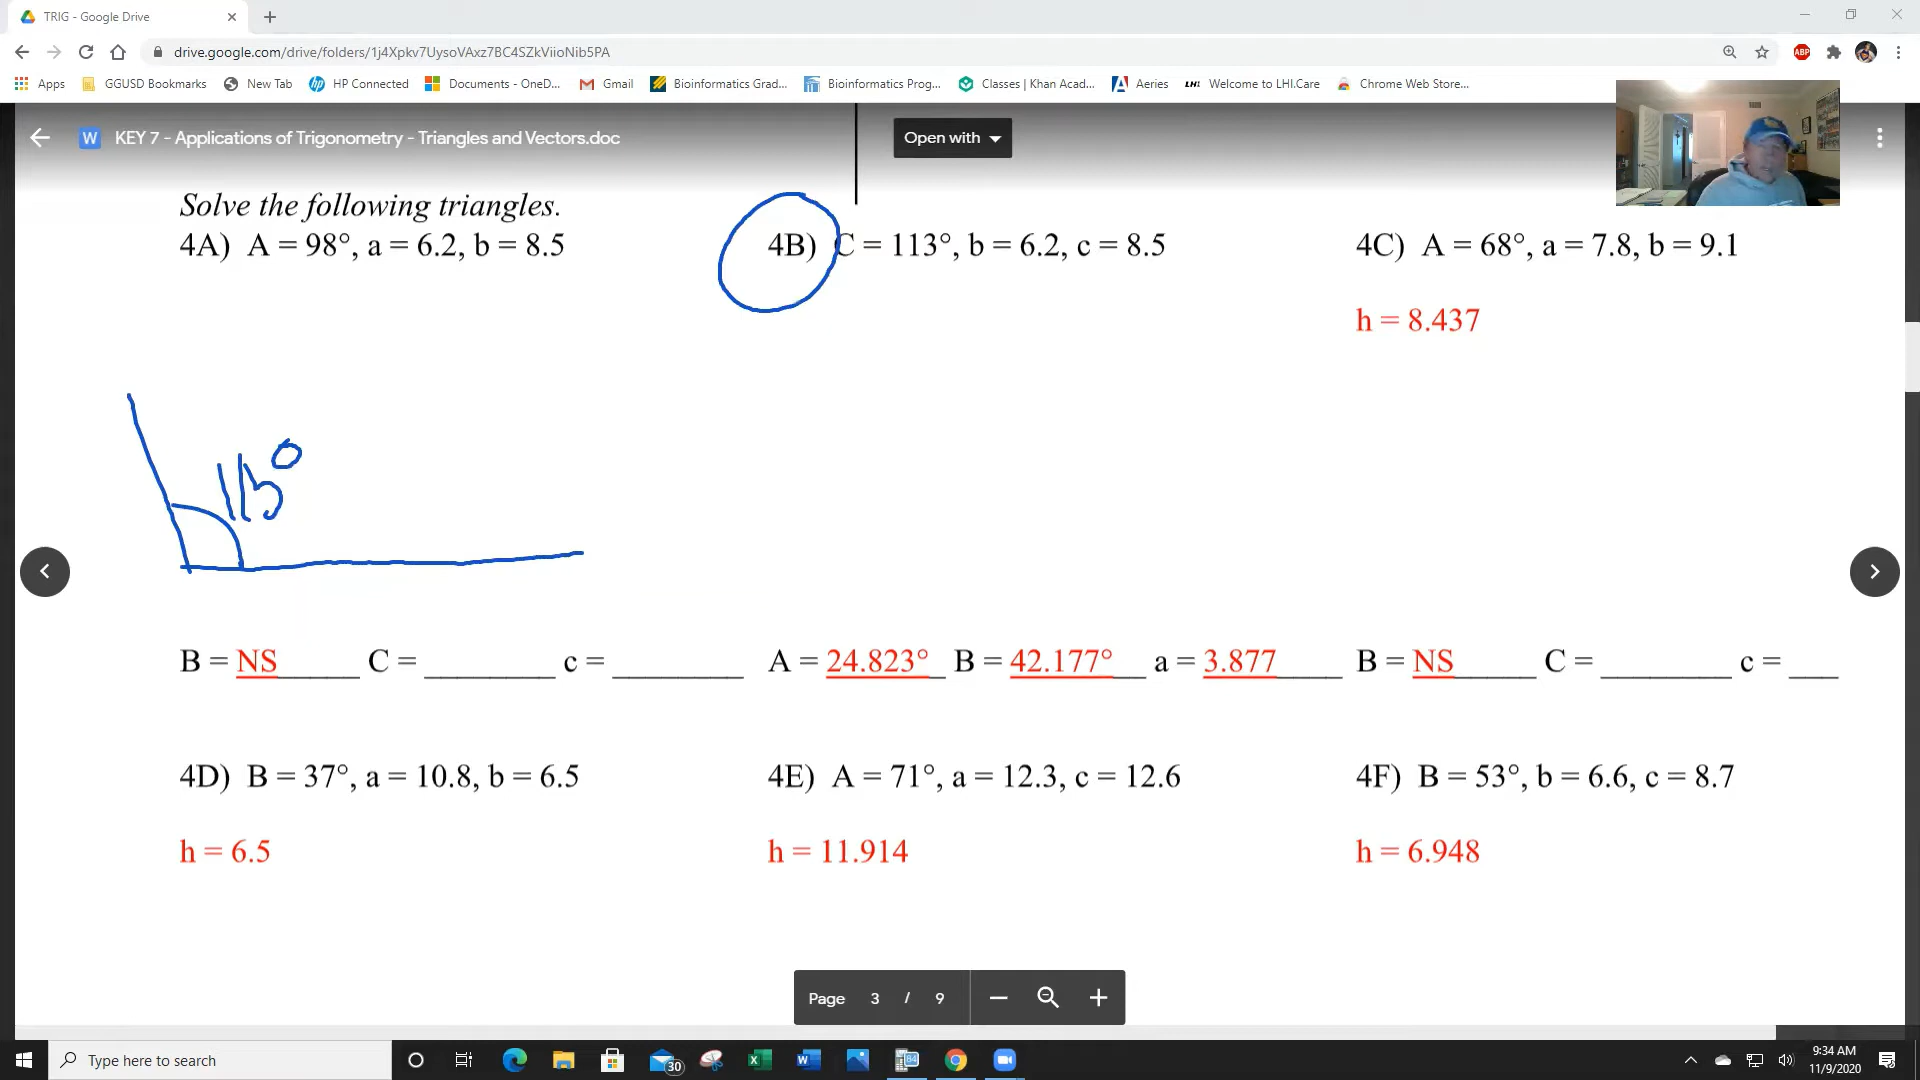 TRIG - Google Drive
drive.google.com/drive/folders/1j4Xpkv7UysoVAxz7BC4SZkViioNib5PA
ABP
Apps GGUSD Bookmarks New Tab HP Connected Documents - OneD... Gmail Bioinformatics Grad... Bioinformatics Prog... Classes | Khan Acad... Aeries LHI Welcome to LHI.Care Chrome Web Store...
W KEY 7 - Applications of Trigonometry - Triangles and Vectors.doc Open with
Solve the following triangles.
4A) A = 98°, a = 6.2, b = 8.5 4B) C = 113°, b = 6.2, c = 8.5 4C) A = 68°, a = 7.8, b = 9.1
h = 8.437
113°
B = NS C = c = A = 24.823° B = 42.177° a = 3.877 B = NS C = c =
4D) B = 37°, a = 10.8, b = 6.5 4E) A = 71°, a = 12.3, c = 12.6 4F) B = 53°, b = 6.6, c = 8.7
h = 6.5 h = 11.914 h = 6.948
Page 3 / 9
Type here to search
30
84
9:34 AM
11/9/2020